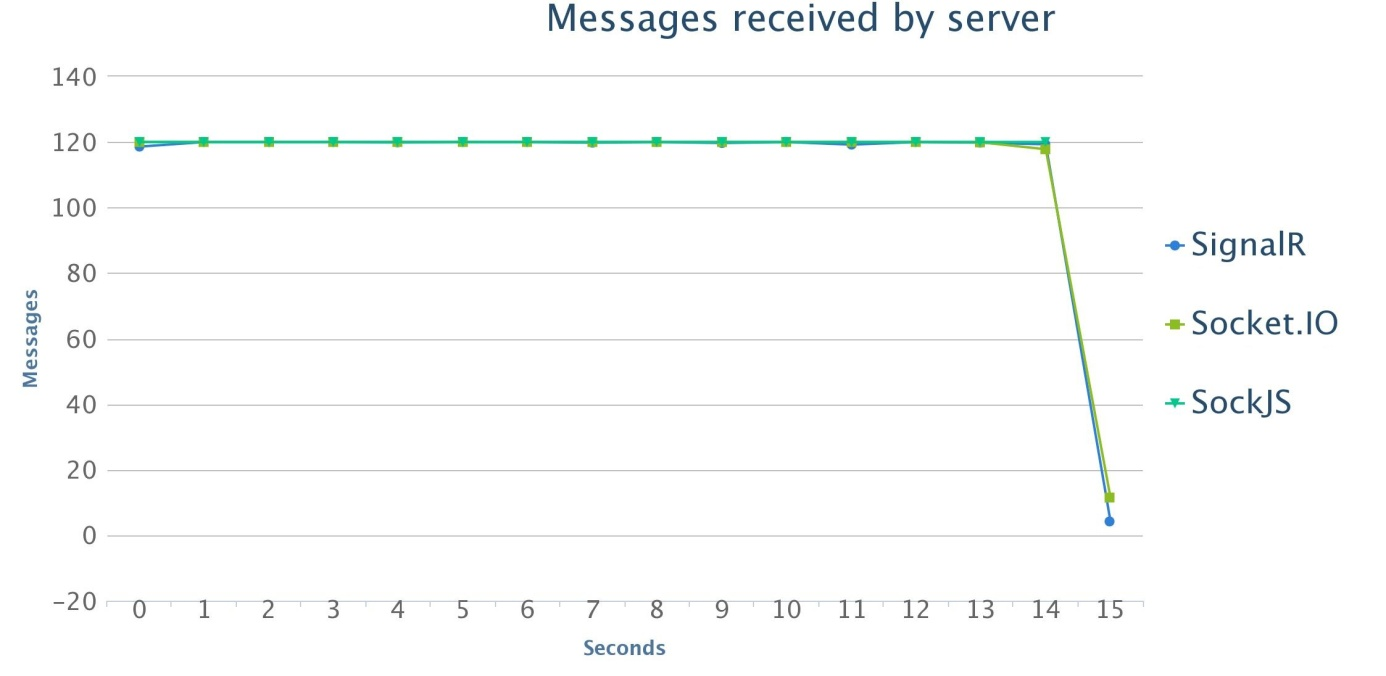 Messages received by server
140
120
100
80
60
40
20
0
−20
Messages
0 1 2 3 4 5 6 7 8 9 10 11 12 13 14 15
Seconds
SignalR
Socket.IO
SockJS